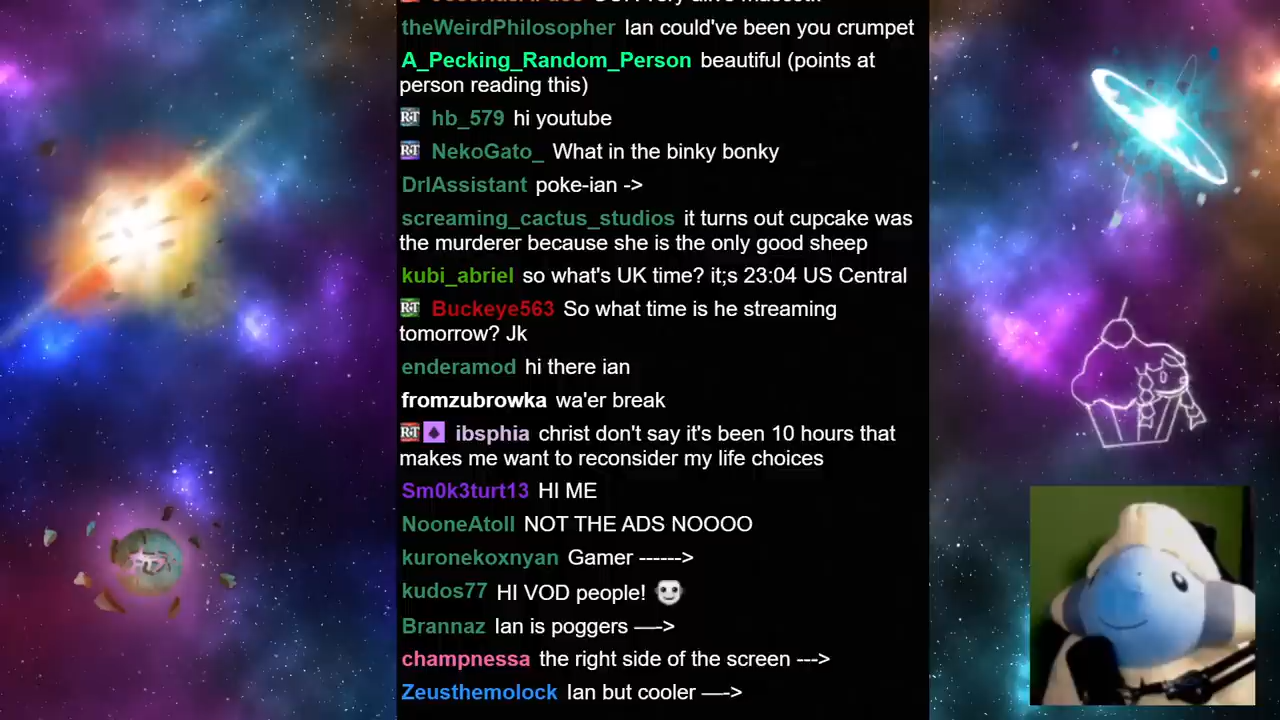 theWeirdPhilosopher Ian could've been you crumpet
A_Pecking_Random_Person beautiful (points at
person reading this)
RT hb_579 hi youtube
RT NekoGato_ What in the binky bonky
DrIAssistant poke-ian ->
screaming_cactus_studios it turns out cupcake was
the murderer because she is the only good sheep
kubi_abriel so what's UK time? it;s 23:04 US Central
RT Buckeye563 So what time is he streaming
tomorrow? Jk
enderamod hi there ian
fromzubrowka wa'er break
RT ibsphia christ don't say it's been 10 hours that
makes me want to reconsider my life choices
Sm0k3turt13 HI ME
NooneAtoll NOT THE ADS NOOOO
kuronekoxnyan Gamer ------>
kudos77 HI VOD people!
Brannaz Ian is poggers —->
champnessa the right side of the screen --->
Zeusthemolock Ian but cooler —->